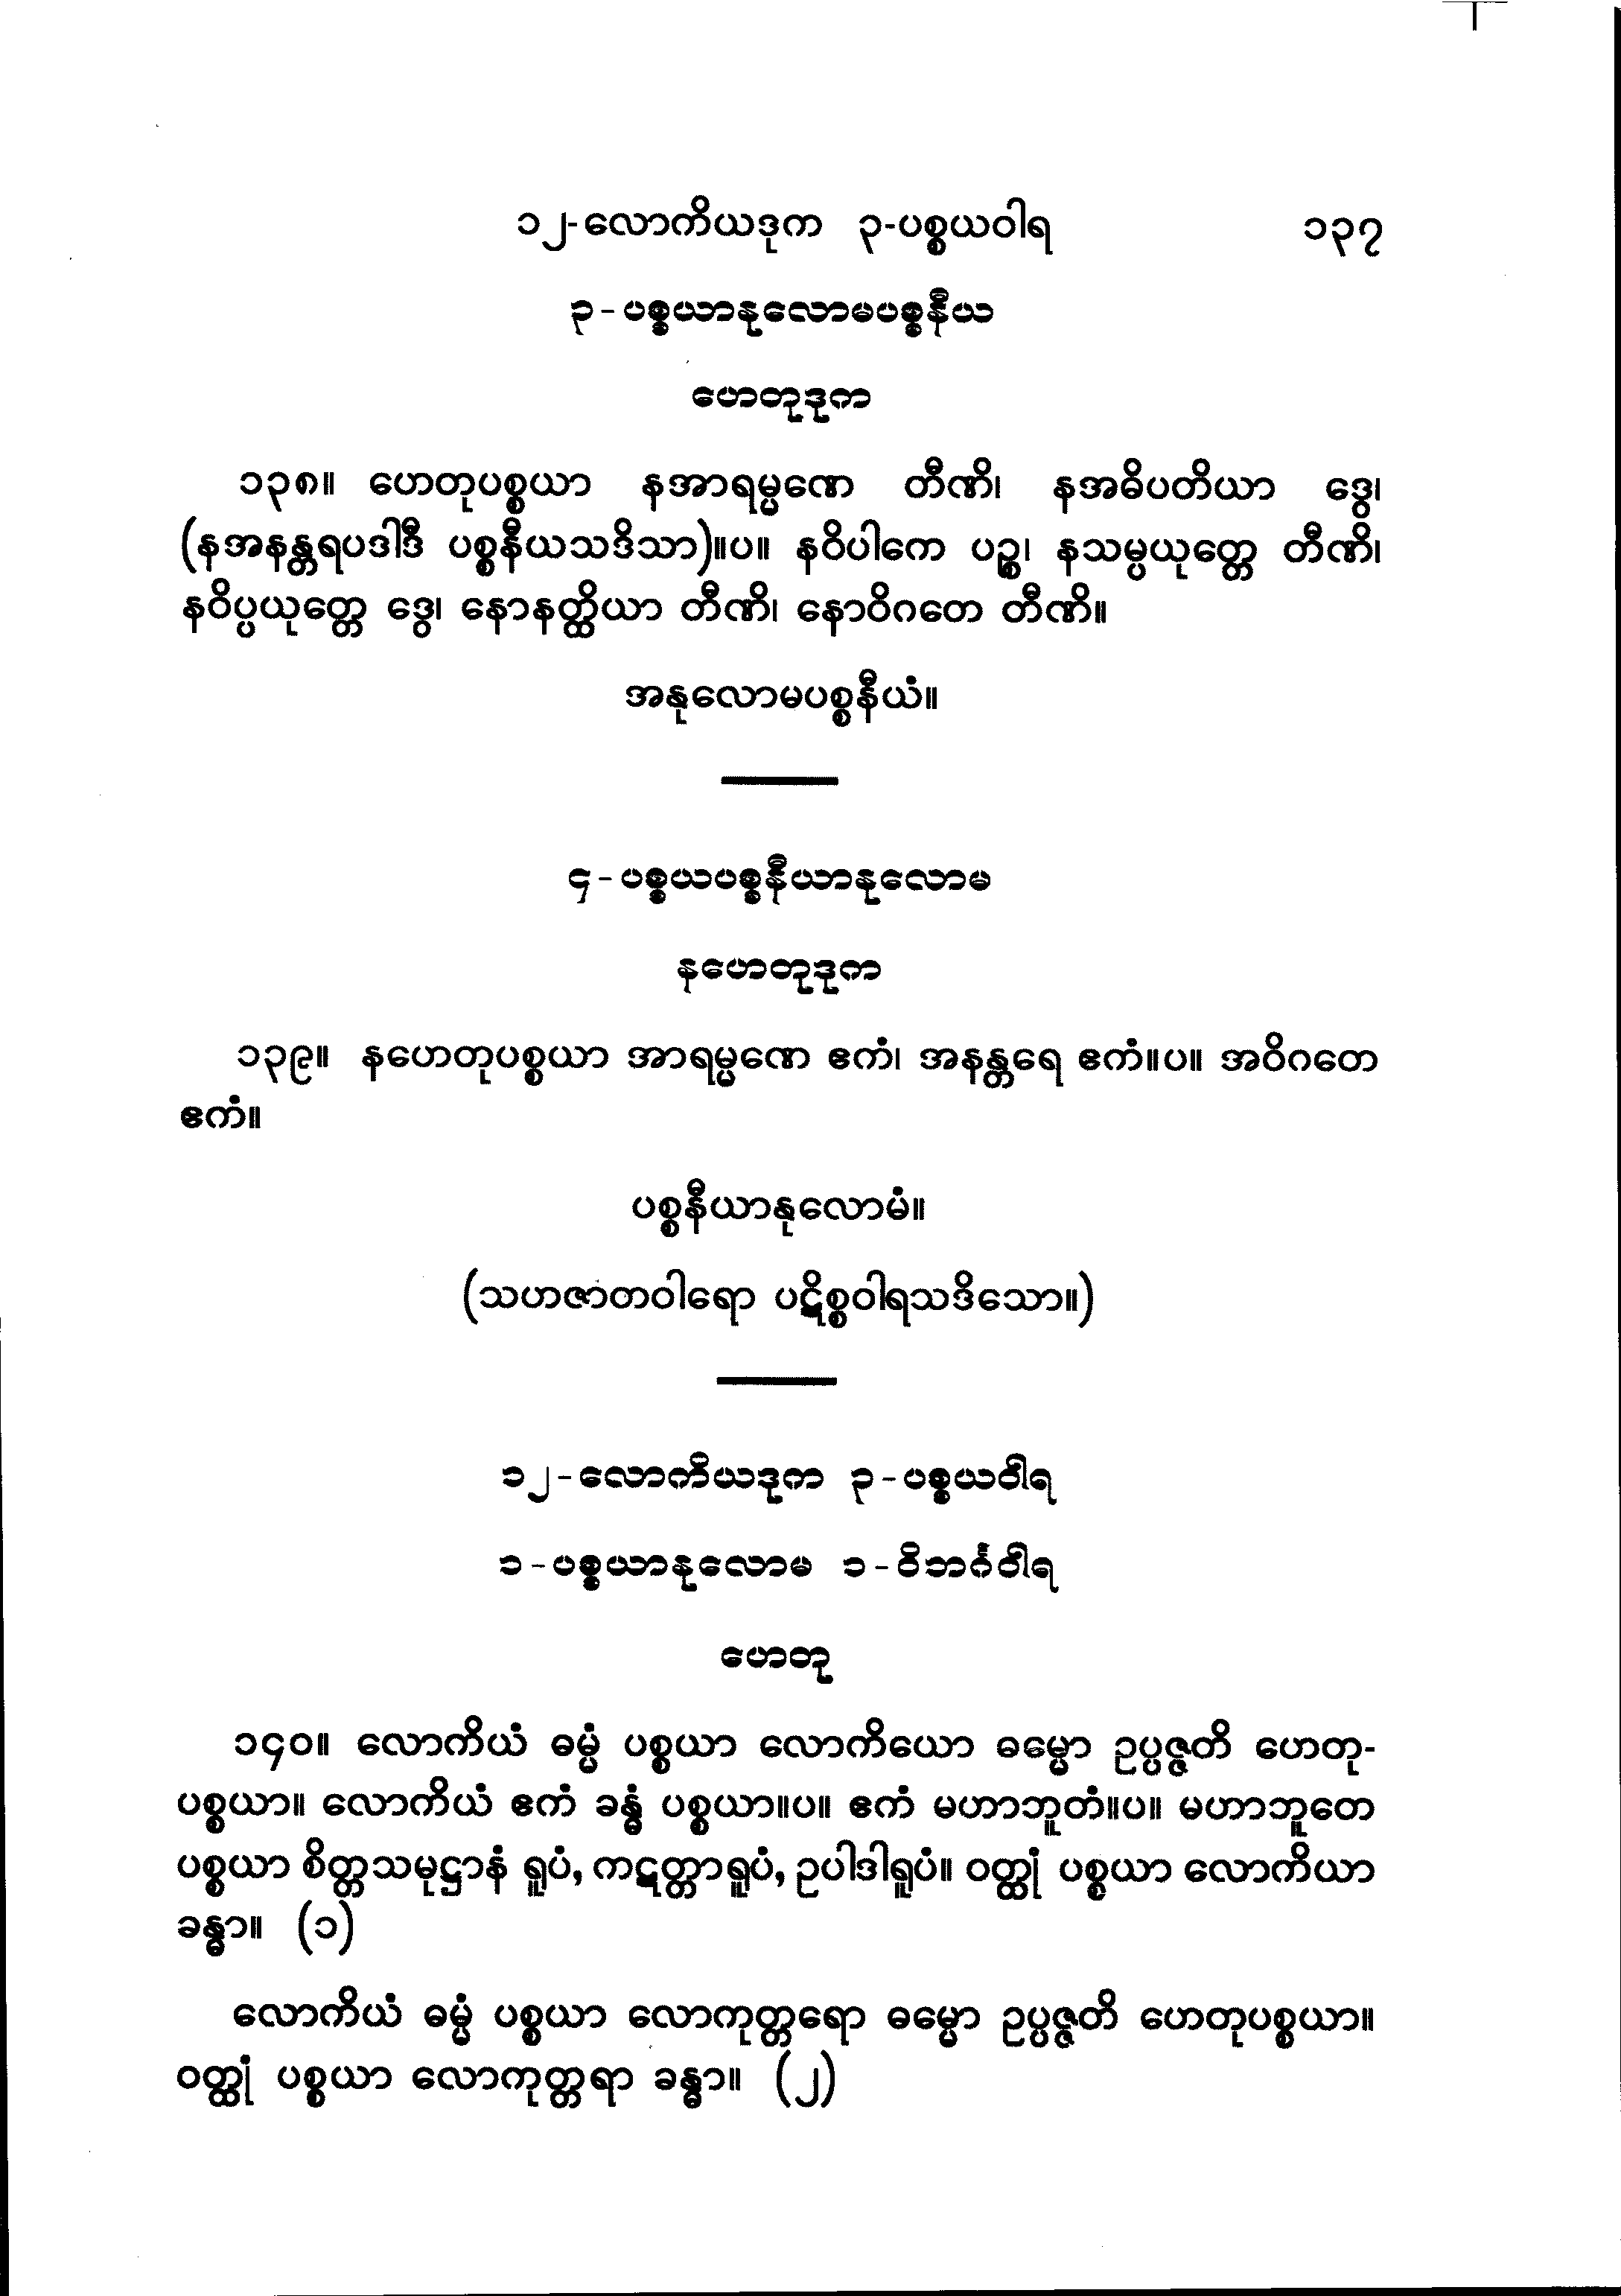 ၁၂-လောကိယဒုက ၃-ပစ္စယဝါရ ၁၃၇
၃-ပစ္စယာနုလောမပစ္စနီယ
ဟေတုဒုက
၁၃၈။ ဟေတုပစ္စယာ နအာရမ္မဏေ တီဏိ၊ နအဓိပတိယာ ဒွေ၊
(နအနန္တရပဒါဒီ ပစ္စနီယသဒိသာ)။ပ။ နဝိပါကေ ပဉ္စ၊ နသမ္ပယုတ္တေ တီဏိ၊
နဝိပ္ပယုတ္တေ ဒွေ၊ နောနတ္ထိယာ တီဏိ၊ နောဝိဂတေ တီဏိ။
အနုလောမပစ္စနီယံ။
၄-ပစ္စယပစ္စနီယာနုလောမ
နဟေတုဒုက
၁၃၉။ နဟေတုပစ္စယာ အာရမ္မဏေ ဧကံ၊ အနန္တရေ ဧကံ။ပ။ အဝိဂတေ
ဧကံ။
ပစ္စနီယာနုလောမံ။
(သဟဇာတဝါရော ပဋိစ္စဝါရသဒိသော။)
၁၂-လောကိယဒုက ၃-ပစ္စယဝါရ
၁-ပစ္စယာနုလောမ ၁-ဝိဘင်္ဂဝါရ
ဟေတု
၁၄၀။ လောကိယံ ဓမ္မံ ပစ္စယာ လောကိယော ဓမ္မော ဥပ္ပဇ္ဇတိ ဟေတု-
ပစ္စယာ။ လောကိယံ ဧကံ ခန္ဓံ ပစ္စယာ။ပ။ ဧကံ မဟာဘူတံ။ပ။ မဟာဘူတေ
ပစ္စယာ စိတ္တသမုဋ္ဌာနံ ရူပံ, ကဋတ္တာရူပံ, ဥပါဒါရူပံ။ ဝတ္ထုံ ပစ္စယာ လောကိယာ
ခန္ဓာ။ (၁)
လောကိယံ ဓမ္မံ ပစ္စယာ လောကုတ္တရော ဓမ္မော ဥပ္ပဇ္ဇတိ ဟေတုပစ္စယာ။
ဝတ္ထုံ ပစ္စယာ လောကုတ္တရာ ခန္ဓာ။ (၂)